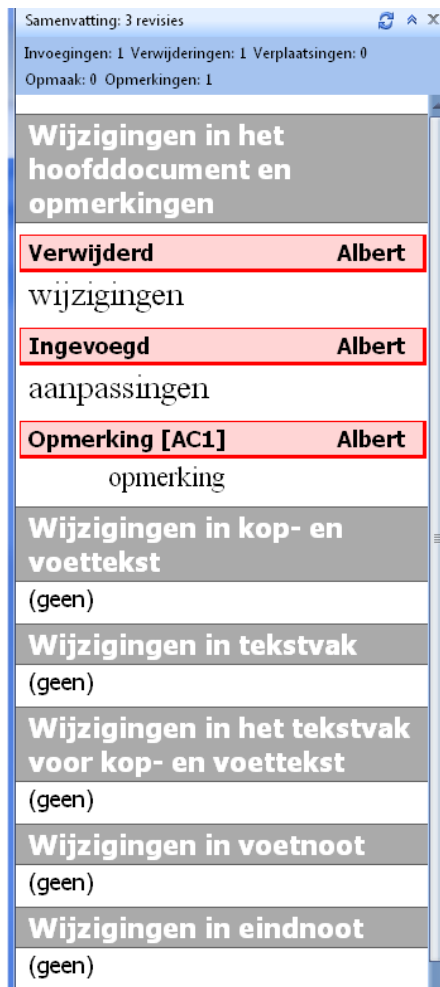 Samenvatting: 3 revisies
Invoegingen: 1 Verwijderingen: 1 Verplaatsingen: 0
Opmaak: 0 Opmerkingen: 1
Wijzigingen in het
hoofddocument en
opmerkingen
Verwijderd Albert
wijzigingen
Ingevoegd Albert
aanpassingen
Opmerking [AC1] Albert
opmerking
Wijzigingen in kop- en
voettekst
(geen)
Wijzigingen in tekstvak
(geen)
Wijzigingen in het tekstvak
voor kop- en voettekst
(geen)
Wijzigingen in voetnoot
(geen)
Wijzigingen in eindnoot
(geen)